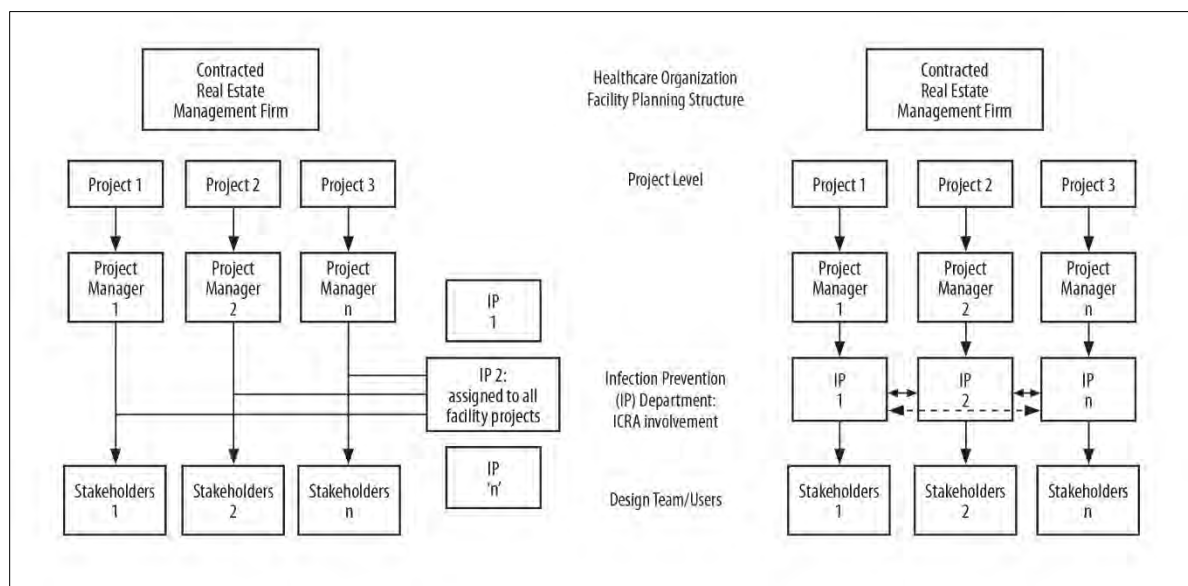 Contracted
Real Estate
Management Firm
Healthcare Organization
Facility Planning Structure
Contracted
Real Estate
Management Firm
Project 1
Project 2
Project 3
Project Level
Project 1
Project 2
Project 3
Project
Manager
1
Project
Manager
2
Project
Manager
n
Project
Manager
1
Project
Manager
2
Project
Manager
n
IP
1
IP 2:
assigned to all
facility projects
Infection Prevention
(IP) Department:
ICRA involvement
IP
1
IP
2
IP
n
IP
'n'
Stakeholders
1
Stakeholders
2
Stakeholders
n
Design Team/Users
Stakeholders
1
Stakeholders
2
Stakeholders
n